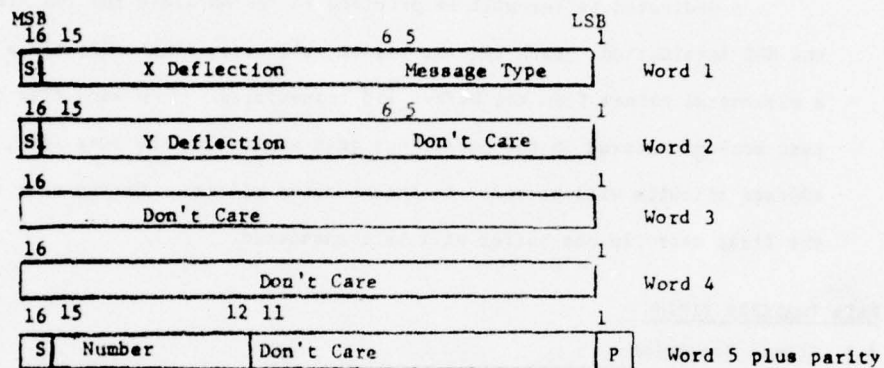 MSB LSB
16 15 6 5 1
S X Deflection Message Type Word 1
16 15 6 5 1
S Y Deflection Don't Care Word 2
16 1
Don't Care Word 3
16 1
Don't Care Word 4
16 15 12 11 1
S Number Don't Care P Word 5 plus parity